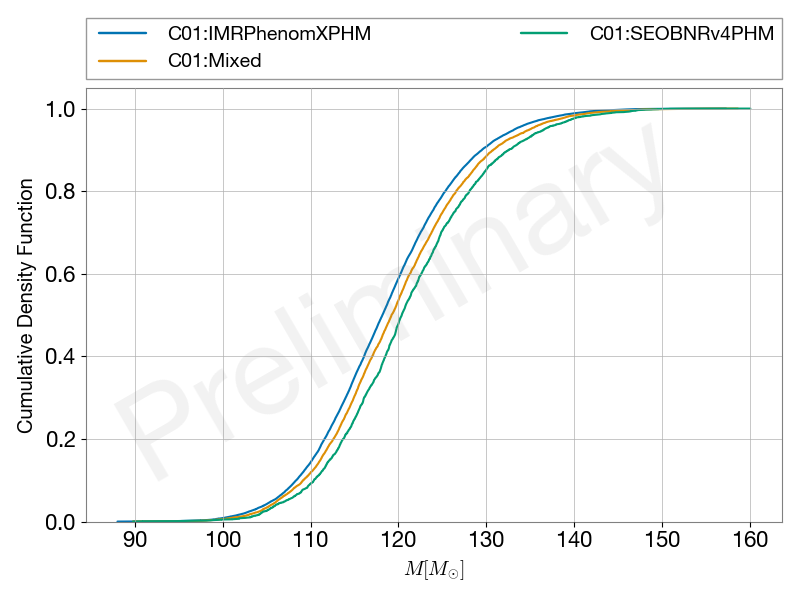 C01:IMRPhenomXPHM
C01:Mixed
C01:SEOBNRv4PHM
1.0
0.8
0.6
0.4
0.2
0.0
Cumulative Density Function
Preliminary
90 100 110 120 130 140 150 160
M[M⊙]